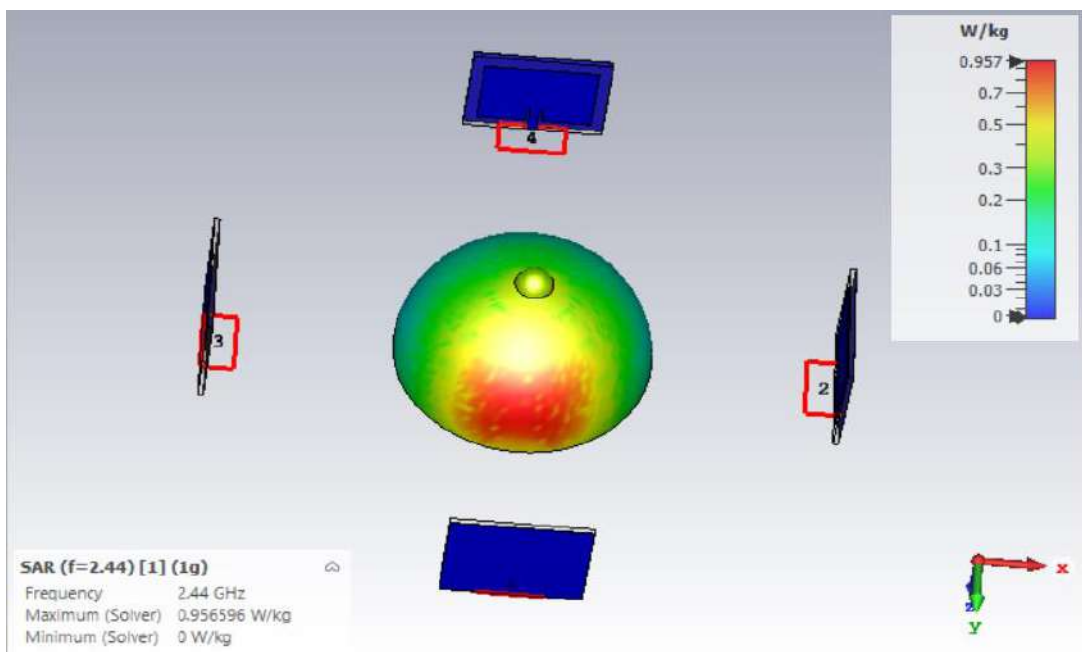 W/kg
0.957
0.7
0.5
0.3
0.2
0.1
0.06
0.03
0
4
3
2
SAR (f=2.44) [1] (1g)
Frequency 2.44 GHz
Maximum (Solver) 0.956596 W/kg
Minimum (Solver) 0 W/kg
x
z
y